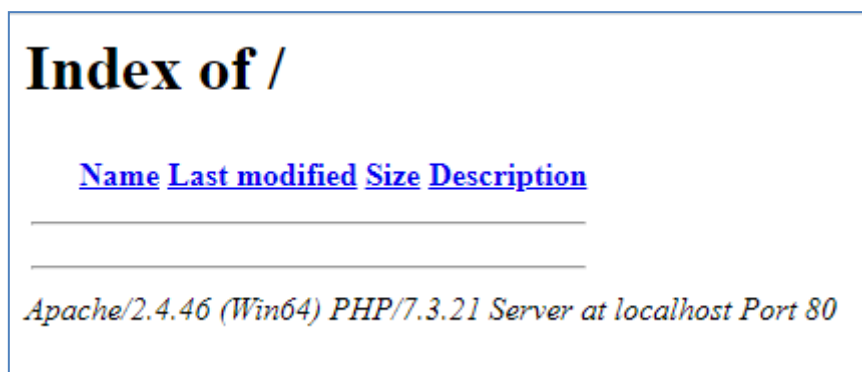 Index of /
Name Last modified Size Description
Apache/2.4.46 (Win64) PHP/7.3.21 Server at localhost Port 80